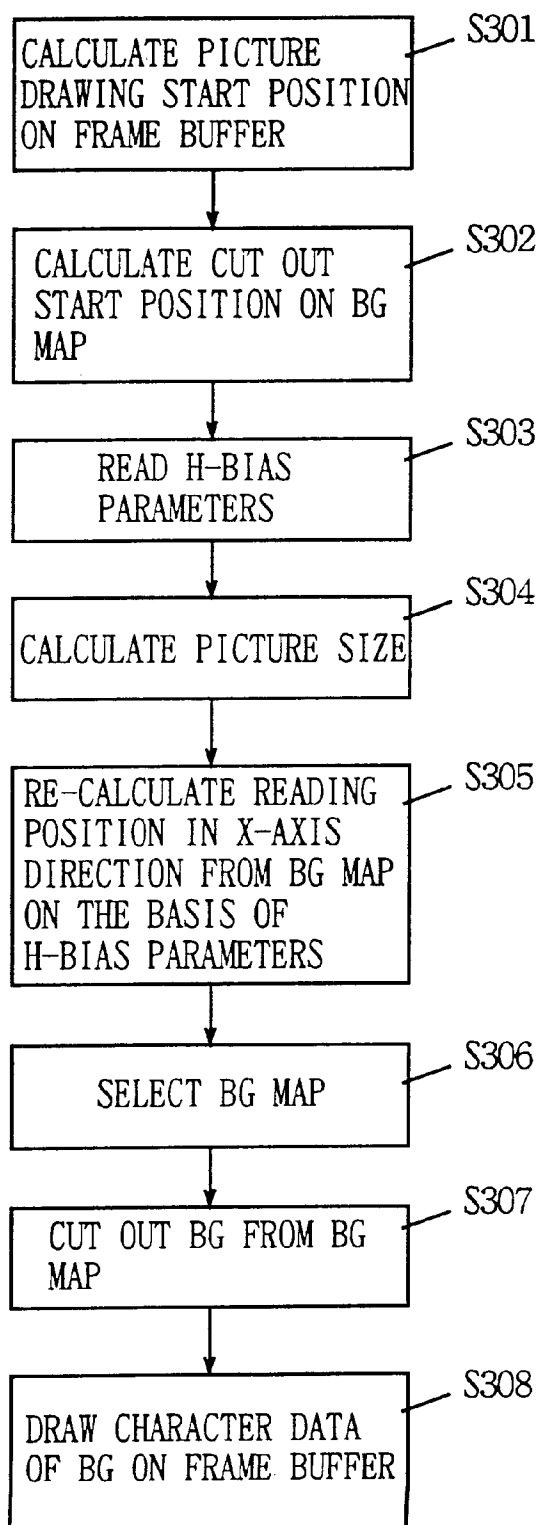 S301
CALCULATE PICTURE
DRAWING START POSITION
ON FRAME BUFFER
S302
CALCULATE CUT OUT
START POSITION ON BG
MAP
S303
READ H-BIAS
PARAMETERS
S304
CALCULATE PICTURE SIZE
S305
RE-CALCULATE READING
POSITION IN X-AXIS
DIRECTION FROM BG MAP
ON THE BASIS OF
H-BIAS PARAMETERS
S306
SELECT BG MAP
S307
CUT OUT BG FROM BG
MAP
S308
DRAW CHARACTER DATA
OF BG ON FRAME BUFFER